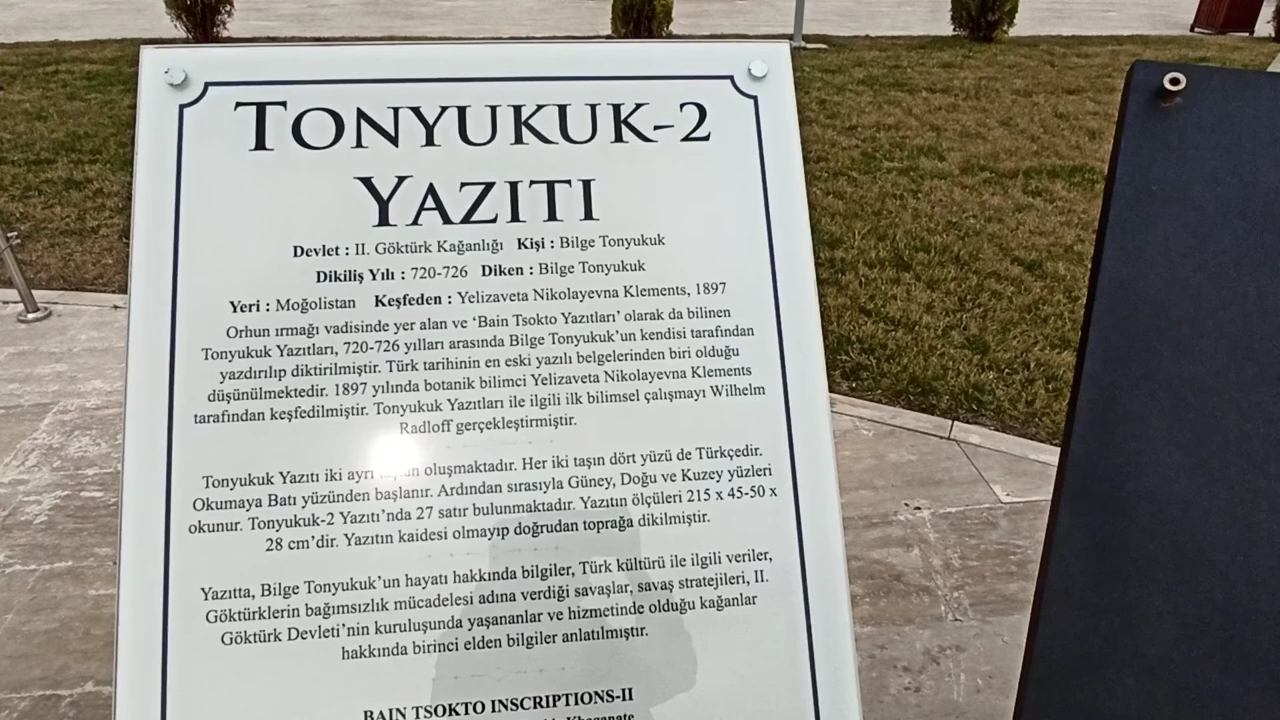 TONYUKUK-2
YAZITI
Devlet : II. Göktürk Kağanlığı Kişi : Bilge Tonyukuk
Dikiliş Yılı : 720-726 Diken : Bilge Tonyukuk
Yeri : Moğolistan Keşfeden : Yelizaveta Nikolayevna Klements, 1897
Orhun ırmağı vadisinde yer alan ve ‘Bain Tsokto Yazıtları’ olarak da bilinen
Tonyukuk Yazıtları, 720-726 yılları arasında Bilge Tonyukuk’un kendisi tarafından
yazdırılıp diktirilmiştir. Türk tarihinin en eski yazılı belgelerinden biri olduğu
düşünülmektedir. 1897 yılında botanik bilimci Yelizaveta Nikolayevna Klements
tarafından keşfedilmiştir. Tonyukuk Yazıtları ile ilgili ilk bilimsel çalışmayı Wilhelm
Radloff gerçekleştirmiştir.
Tonyukuk Yazıtı iki ayrı oluşmaktadır. Her iki taşın dört yüzü de Türkçedir.
Okumaya Batı yüzünden başlanır. Ardından sırasıyla Güney, Doğu ve Kuzey yüzleri
okunur. Tonyukuk-2 Yazıtı’nda 27 satır bulunmaktadır. Yazıtın ölçüleri 215 x 45-50 x
28 cm’dir. Yazıtın kaidesi olmayıp doğrudan toprağa dikilmiştir.
Yazıtta, Bilge Tonyukuk’un hayatı hakkında bilgiler, Türk kültürü ile ilgili veriler,
Göktürklerin bağımsızlık mücadelesi adına verdiği savaşlar, savaş stratejileri, II.
Göktürk Devleti’nin kuruluşunda yaşananlar ve hizmetinde olduğu kağanlar
hakkında birinci elden bilgiler anlatılmıştır.
BAIN TSOKTO INSCRIPTIONS-II